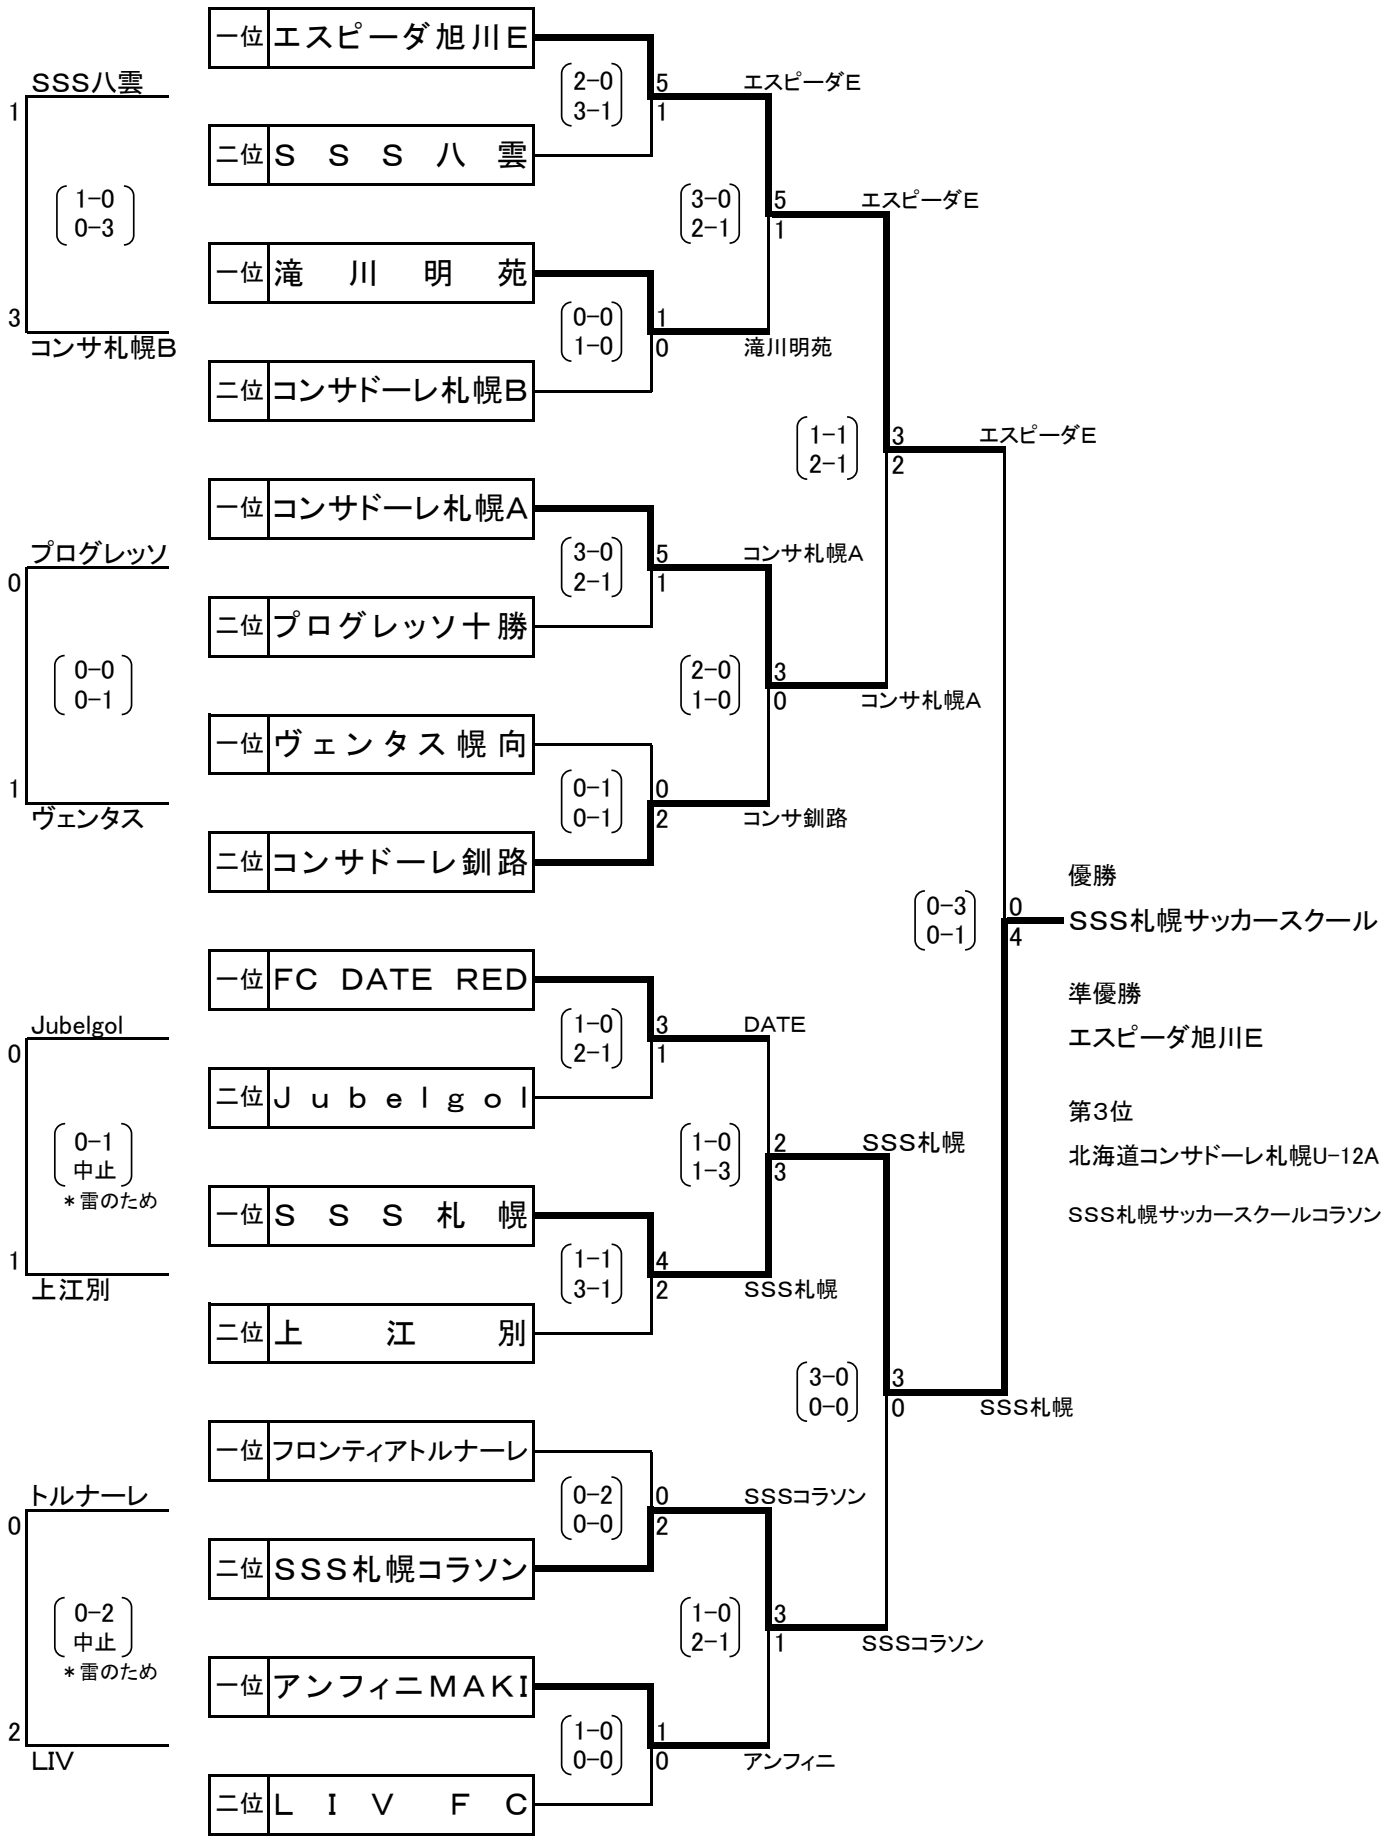 一位 エスピーダ旭川E
SSS八雲
2-0
5
エスピーダE
1
3-1
1
二位 SSS八雲
1-0
3-0
5
エスピーダE
0-3
2-1
1
一位 滝川明苑
3
0-0
1
コンサ札幌B
1-0
0
滝川明苑
二位 コンサドーレ札幌B
1-1
3
エスピーダE
2-1
2
一位 コンサドーレ札幌A
プログレッソ
3-0
5
コンサ札幌A
0
2-1
1
二位 プログレッソ十勝
0-0
2-0
3
0-1
1-0
0
コンサ札幌A
一位 ヴェンタス幌向
1
0-1
0
ヴェンタス
0-1
2
コンサ釧路
二位 コンサドーレ釧路
優勝
0-3
0
SSS札幌サッカースクール
0-1
4
一位 FC DATE RED
準優勝
Jubelgol
1-0
3
DATE
エスピーダ旭川E
0
2-1
1
二位 Jubelgol
第3位
0-1
1-0
2
SSS札幌
北海道コンサドーレ札幌U-12A
中止
1-3
3
*雷のため
一位 SSS札幌
SSS札幌サッカースクールコラソン
1
1-1
4
上江別
3-1
2
SSS札幌
二位 上江別
3-0
3
0-0
0
SSS札幌
一位 フロンティアトルナーレ
トルナーレ
0-2
0
SSSコラソン
0
0-0
2
二位 SSS札幌コラソン
0-2
1-0
3
中止
2-1
1
SSSコラソン
*雷のため
一位 アンフィニMAKI
2
1-0
1
LIV
0-0
0
アンフィニ
二位 LIV FC